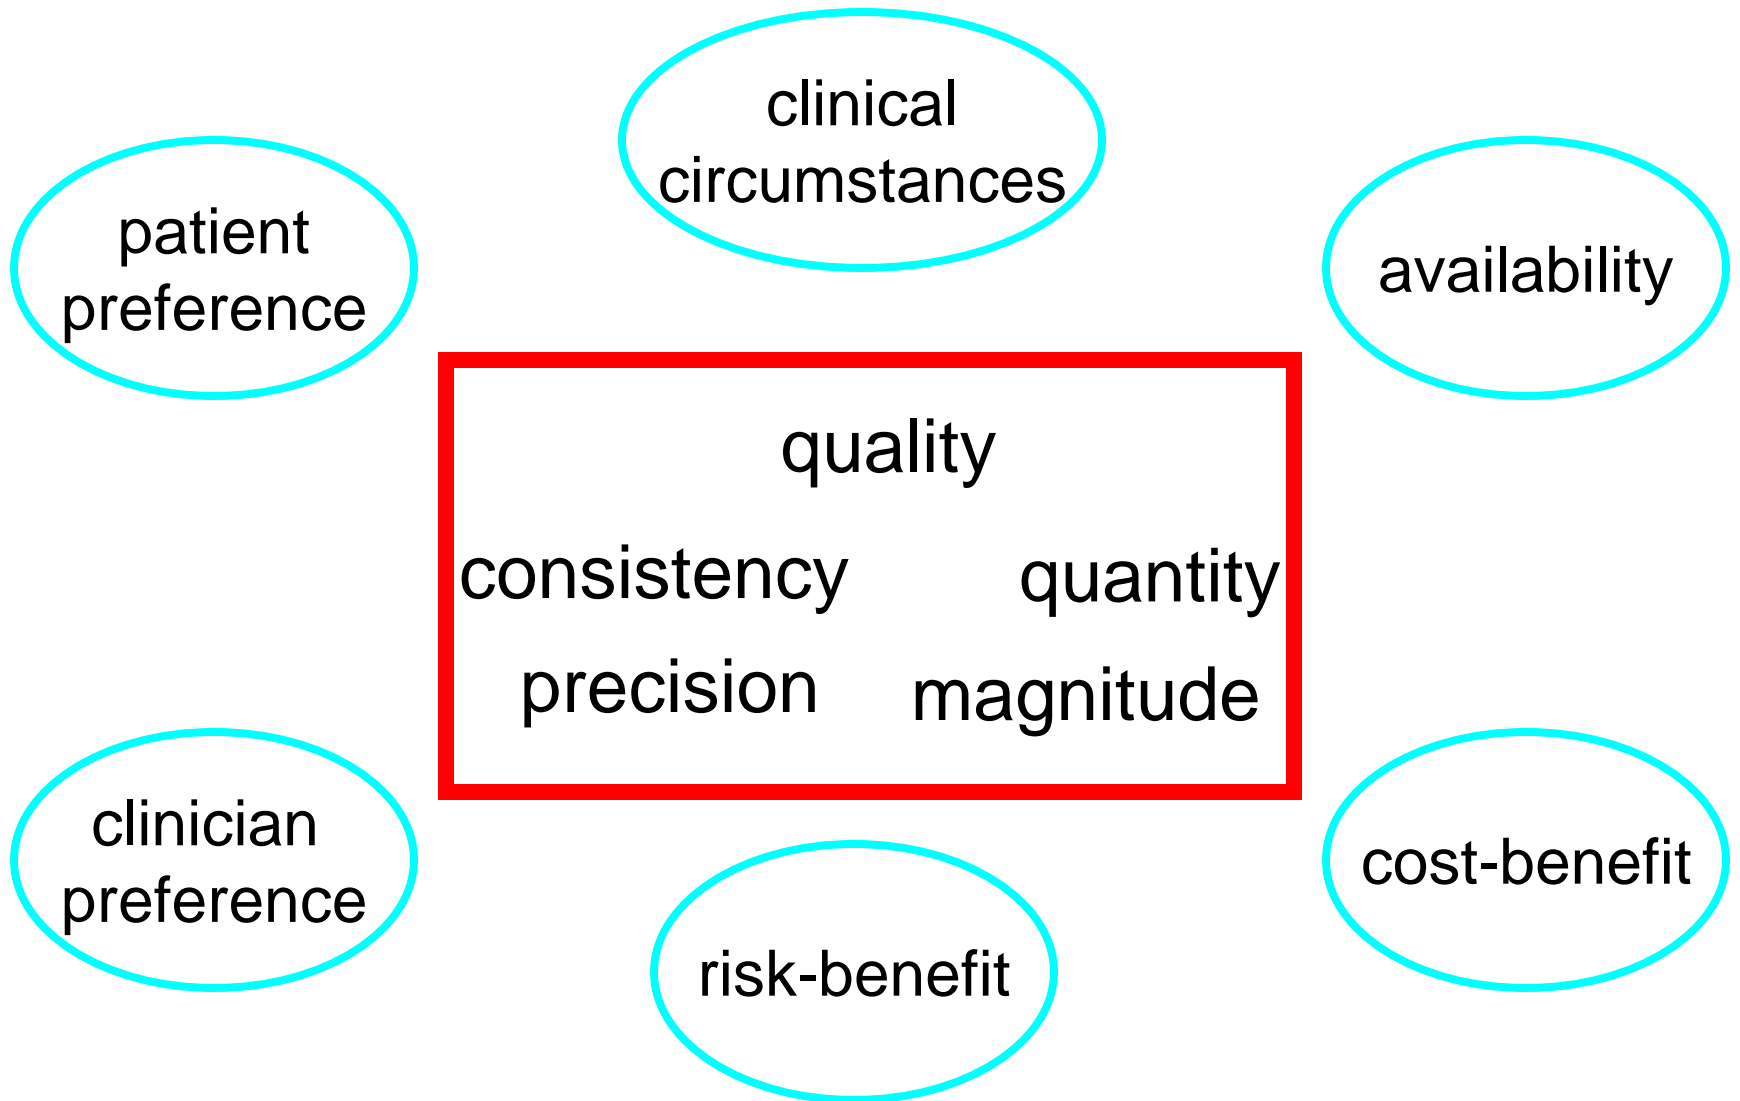 clinical
circumstances
patient
preference
availability
quality
consistency
quantity
precision
magnitude
clinician
preference
cost-benefit
risk-benefit